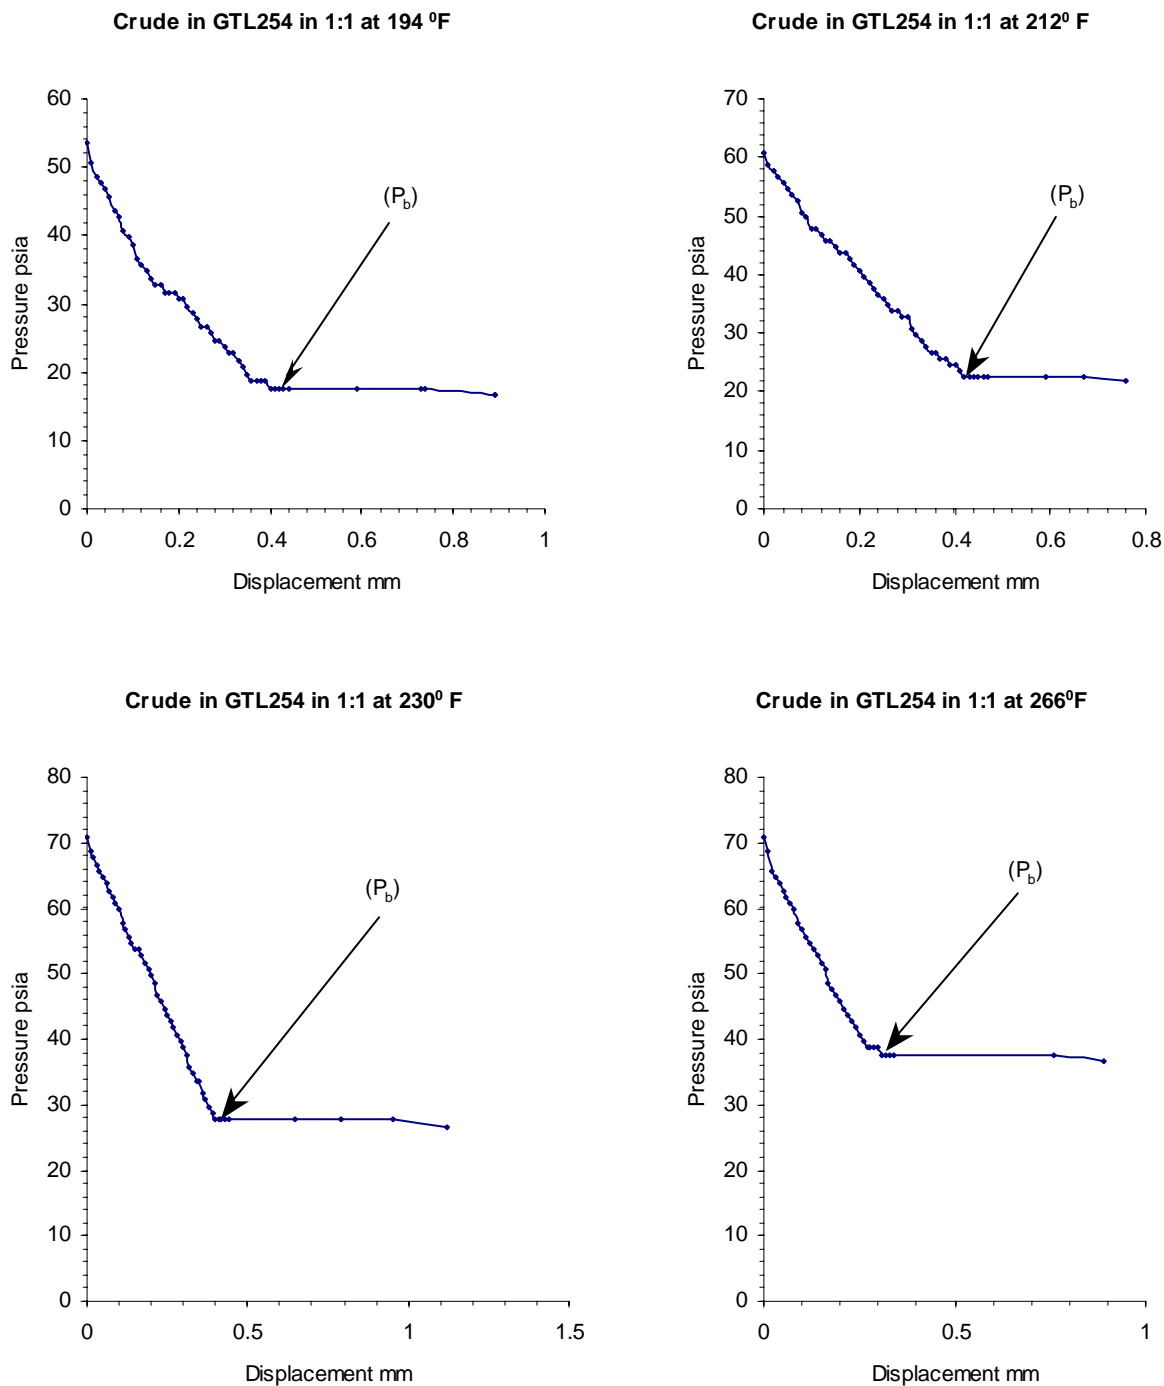 Crude in GTL254 in 1:1 at 194 ⁰F
60
50
40
30
20
10
0
0 0.2 0.4 0.6 0.8 1
Pressure psia
Displacement mm
(Pb)
Crude in GTL254 in 1:1 at 212⁰ F
70
60
50
40
30
20
10
0
0 0.2 0.4 0.6 0.8
Pressure psia
Displacement mm
(Pb)
Crude in GTL254 in 1:1 at 230⁰ F
80
70
60
50
40
30
20
10
0
0 0.5 1 1.5
Pressure psia
Displacement mm
(Pb)
Crude in GTL254 in 1:1 at 266⁰F
80
70
60
50
40
30
20
10
0
0 0.5 1
Pressure psia
Displacement mm
(Pb)